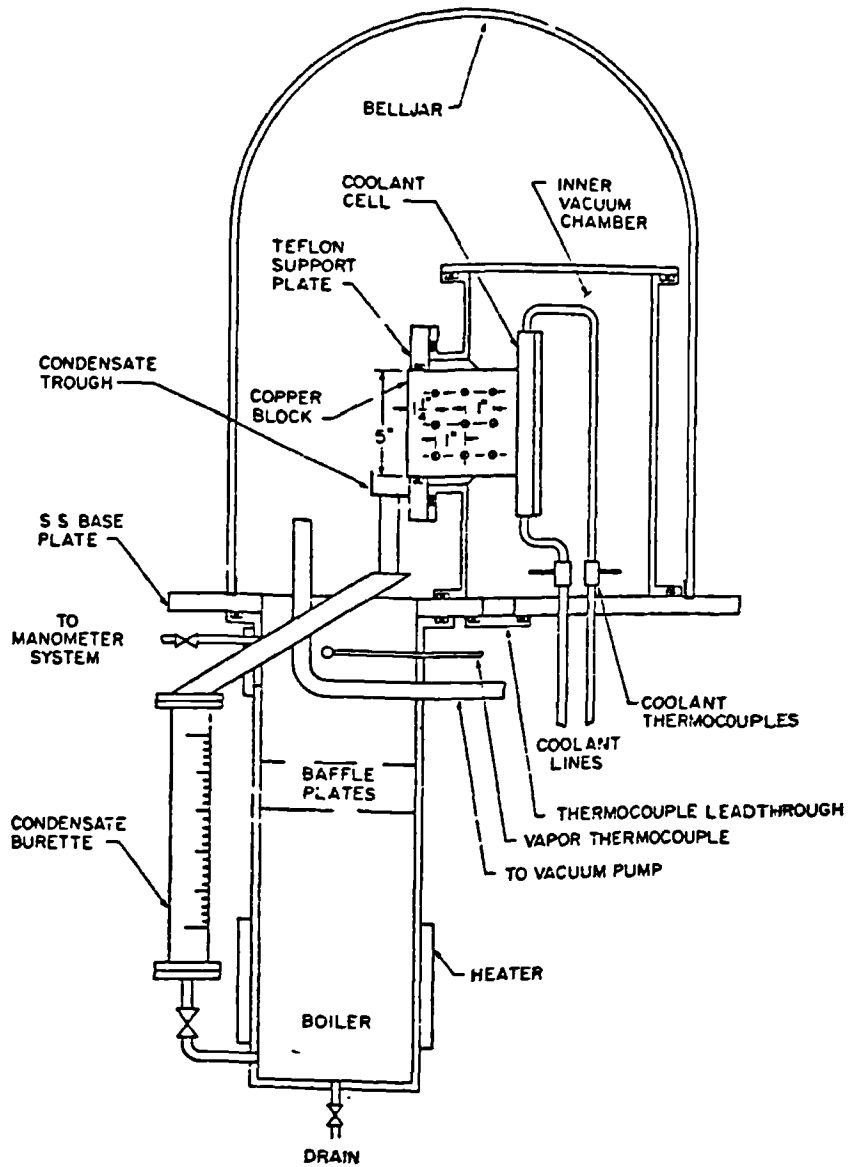 BELLJAR
COOLANT
CELL
INNER
VACUUM
CHAMBER
TEFLON
SUPPORT
PLATE
CONDENSATE
TROUGH
COPPER
BLOCK
1 1/4"
1"
5"
1"
S.S. BASE
PLATE
TO
MANOMETER
SYSTEM
COOLANT
THERMOCOUPLES
COOLANT
LINES
BAFFLE
PLATES
THERMOCOUPLE LEADTHROUGH
VAPOR THERMOCOUPLE
TO VACUUM PUMP
CONDENSATE
BURETTE
HEATER
BOILER
DRAIN